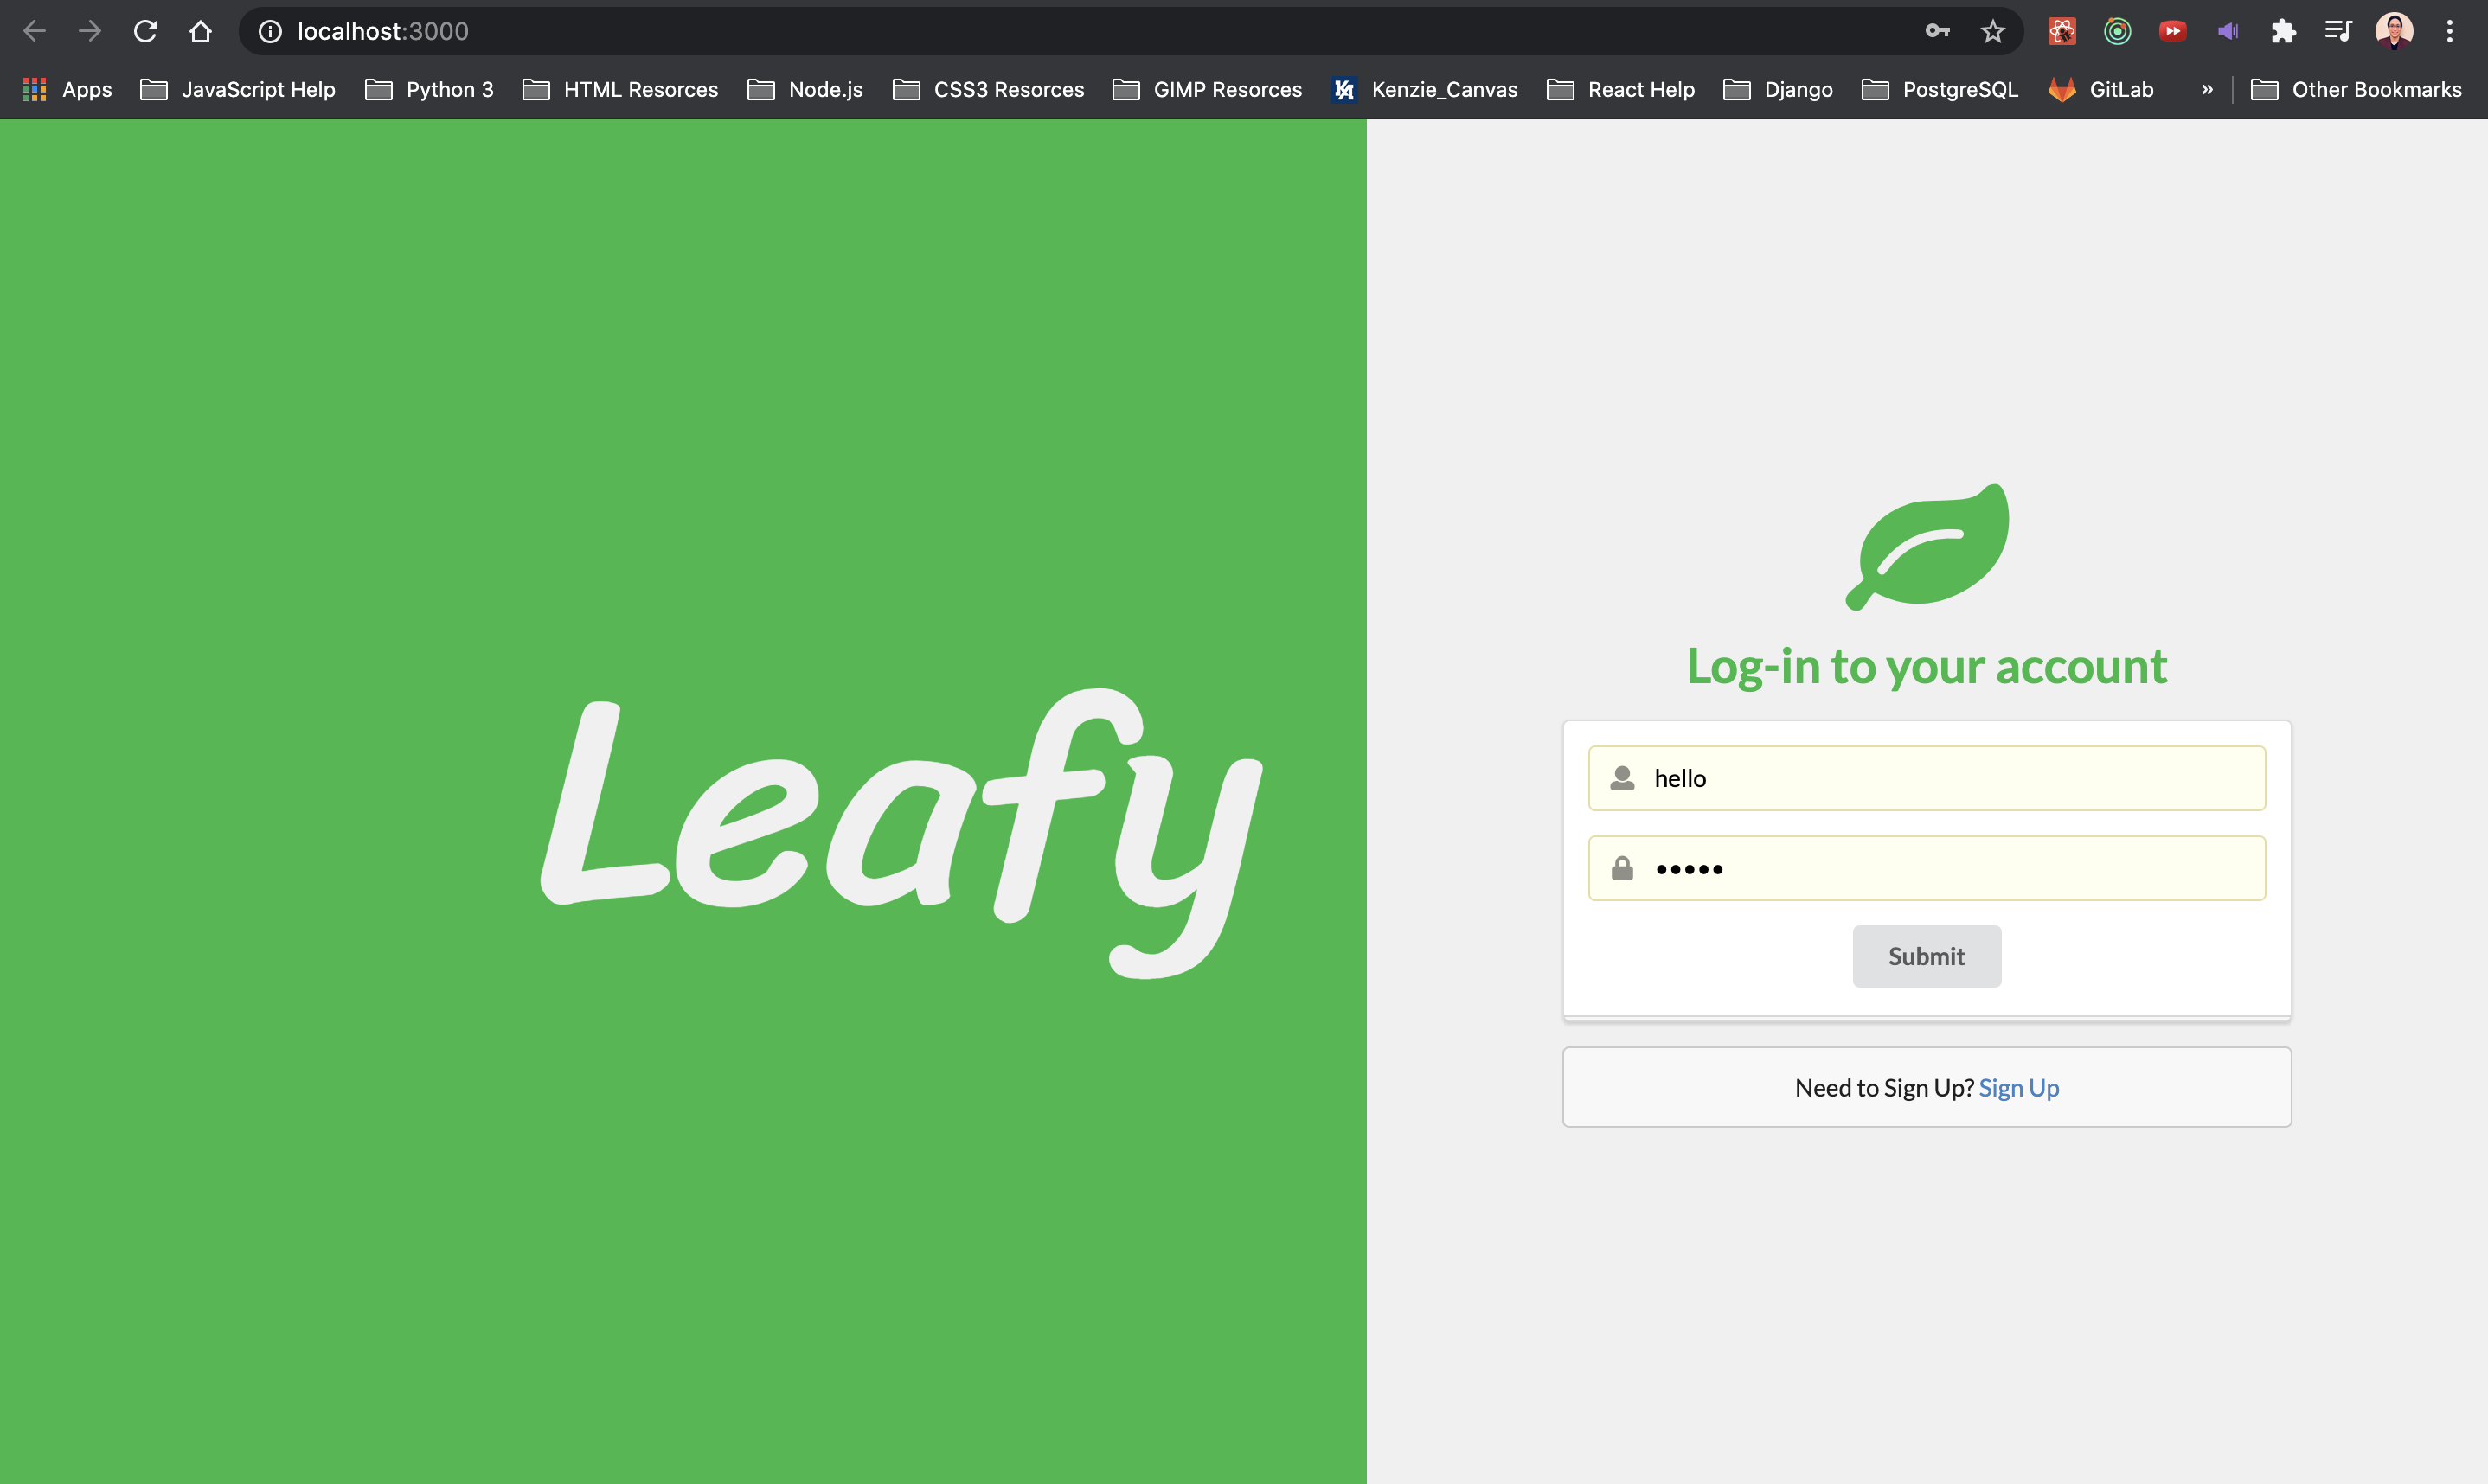 localhost:3000
Apps JavaScript Help Python 3 HTML Resorces Node.js CSS3 Resorces GIMP Resorces Kenzie_Canvas React Help Django PostgreSQL GitLab » Other Bookmarks
Leafy
Log-in to your account
hello
•••••
Submit
Need to Sign Up? Sign Up